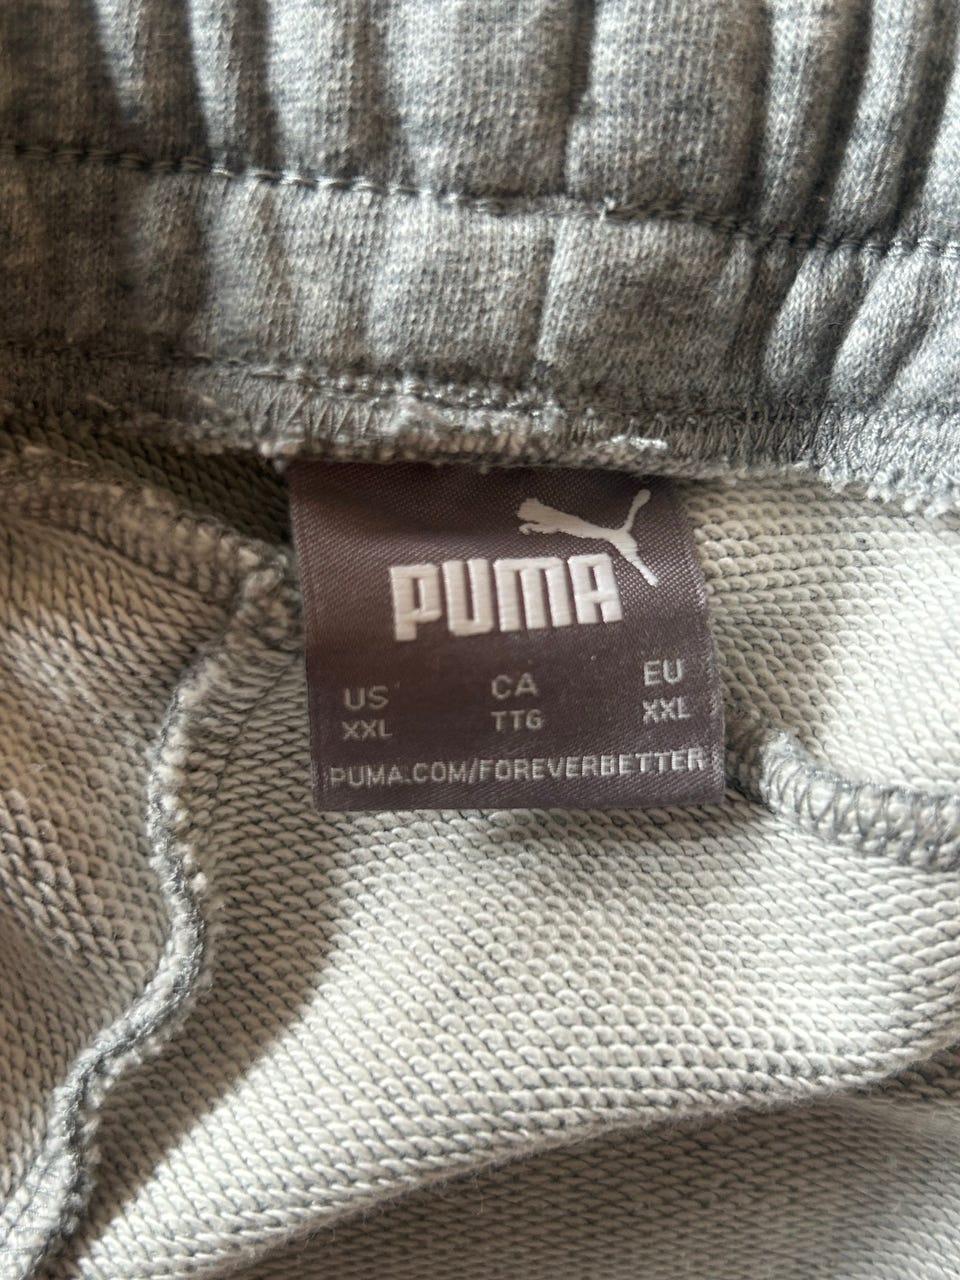 PUMA
US CA EU
XXL TTG XXL
PUMA.COM/FOREVERBETTER